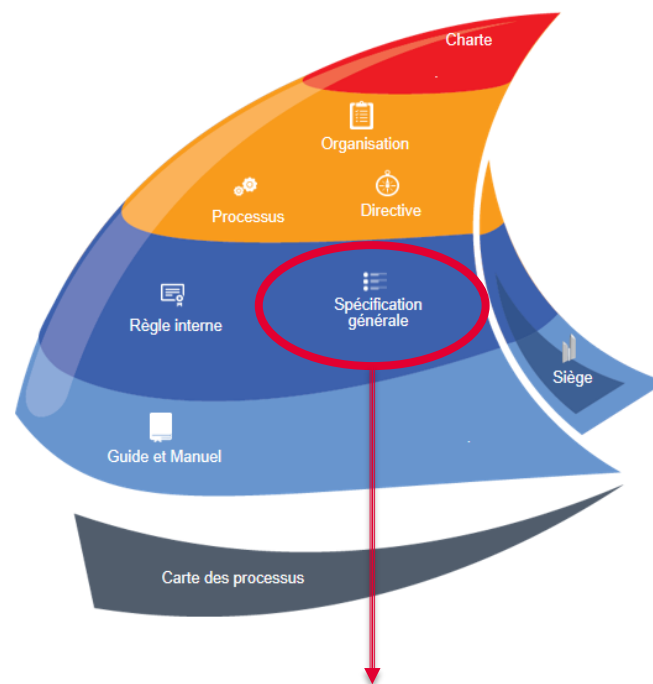 Charte
Organisation
Processus
Directive
Règle interne
Spécification
générale
Siège
Guide et Manuel
Carte des processus